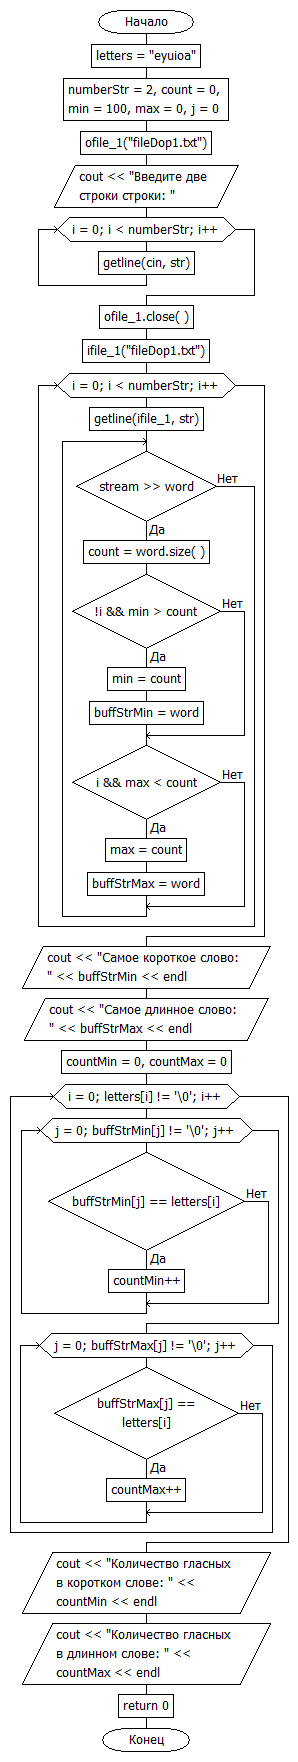 Начало
letters = "eyuioa"
numberStr = 2, count = 0,
min = 100, max = 0, j = 0
ofile_1("fileDop1.txt")
cout << "Введите две
строки строки: "
i = 0; i < numberStr; i++
getline(cin, str)
ofile_1.close( )
ifile_1("fileDop1.txt")
i = 0; i < numberStr; i++
getline(ifile_1, str)
stream >> word
Нет
Да
count = word.size( )
!i && min > count
Нет
Да
min = count
buffStrMin = word
i && max < count
Нет
Да
max = count
buffStrMax = word
cout << "Самое короткое слово:
" << buffStrMin << endl
cout << "Самое длинное слово:
" << buffStrMax << endl
countMin = 0, countMax = 0
i = 0; letters[i] != '\0'; i++
j = 0; buffStrMin[j] != '\0'; j++
buffStrMin[j] == letters[i]
Нет
Да
countMin++
j = 0; buffStrMax[j] != '\0'; j++
buffStrMax[j] ==
letters[i]
Нет
Да
countMax++
cout << "Количество гласных
в коротком слове: " <<
countMin << endl
cout << "Количество гласных
в длинном слове: " <<
countMax << endl
return 0
Конец